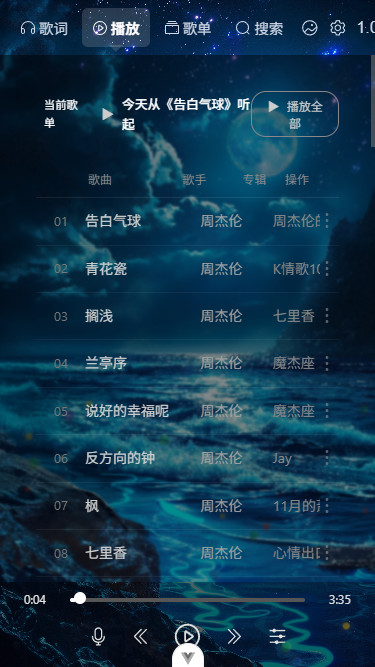 歌词 播放 歌单 搜索 1.0
当前歌单 今天从《告白气球》听起 播放全部
歌曲 歌手 专辑 操作
01 告白气球 周杰伦 周杰伦
02 青花瓷 周杰伦 K情歌
03 搁浅 周杰伦 七里香
04 兰亭序 周杰伦 魔杰座
05 说好的幸福呢 周杰伦 魔杰座
06 反方向的钟 周杰伦 Jay
07 枫 周杰伦 11月的
08 七里香 周杰伦 心情出
0:04 3:35